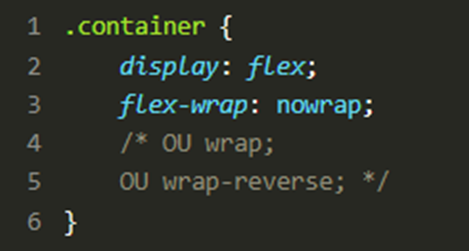 1 .container {
2 display: flex;
3 flex-wrap: nowrap;
4 /* OU wrap;
5 OU wrap-reverse; */
6 }